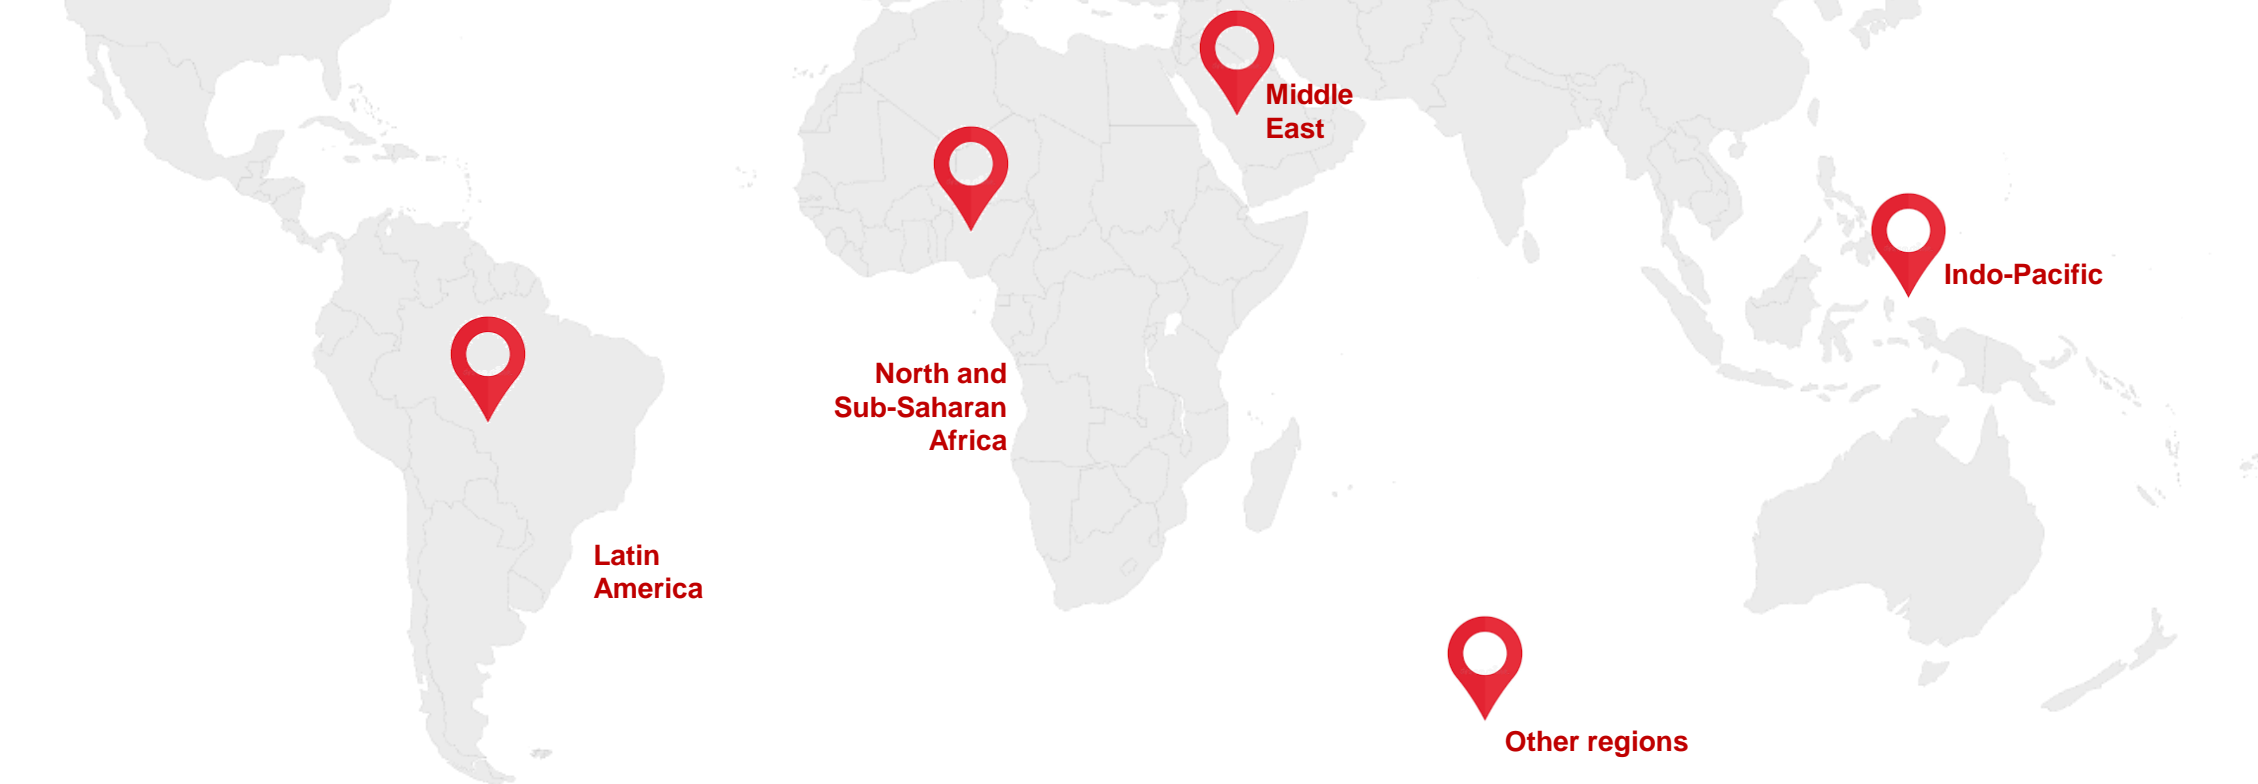 Middle
East
Indo-Pacific
North and
Sub-Saharan
Africa
Latin
America
Other regions